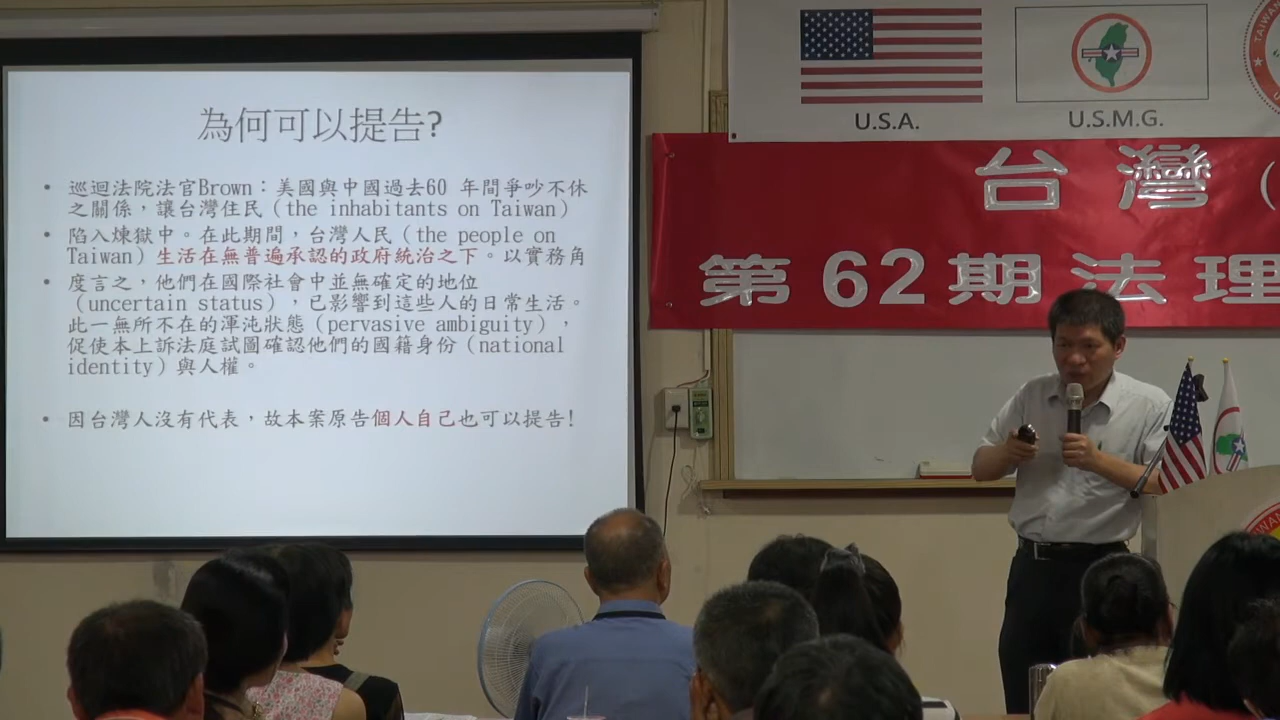 為何可以提告?
• 巡迴法院法官Brown：美國與中國過去60 年間爭吵不休
之關係，讓台灣住民（the inhabitants on Taiwan）
• 陷入煉獄中。在此期間，台灣人民（the people on
Taiwan）生活在無普遍承認的政府統治之下。以實務角
• 度言之，他們在國際社會中並無確定的地位
（uncertain status），已影響到這些人的日常生活。
此一無所不在的渾沌狀態（pervasive ambiguity），
促使本上訴法庭試圖確認他們的國籍身份（national
identity）與人權。
• 因台灣人沒有代表，故本案原告個人自己也可以提告!
U.S.A.
U.S.M.G.
TAIWAN
台灣（
第62期法理